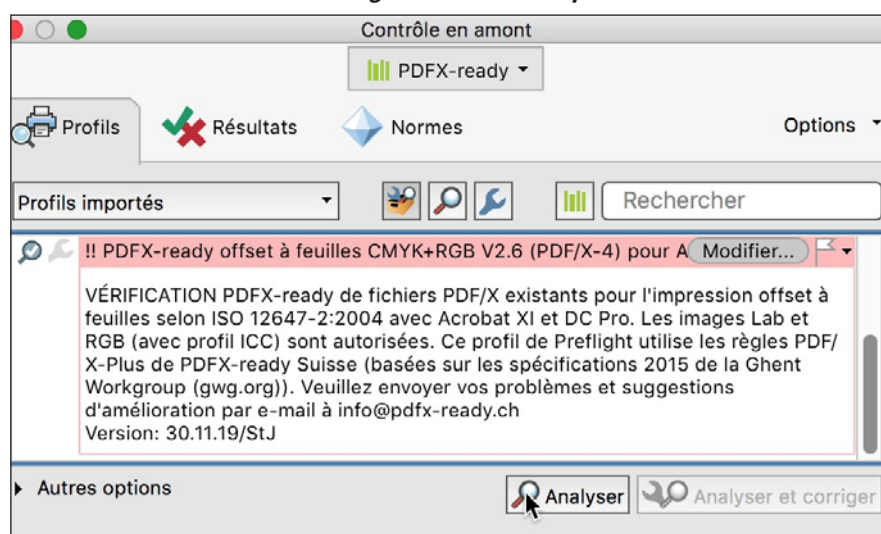 Contrôle en amont
PDFX-ready
Profils
Résultats
Normes
Options
Profils importés
Rechercher
!! PDFX-ready offset à feuilles CMYK+RGB V2.6 (PDF/X-4) pour A
Modifier...
VÉRIFICATION PDFX-ready de fichiers PDF/X existants pour l'impression offset à
feuilles selon ISO 12647-2:2004 avec Acrobat XI et DC Pro. Les images Lab et
RGB (avec profil ICC) sont autorisées. Ce profil de Preflight utilise les règles PDF/
X-Plus de PDFX-ready Suisse (basées sur les spécifications 2015 de la Ghent
Workgroup (gwg.org)). Veuillez envoyer vos problèmes et suggestions
d'amélioration par e-mail à info@pdfx-ready.ch
Version: 30.11.19/StJ
Autres options
Analyser
Analyser et corriger